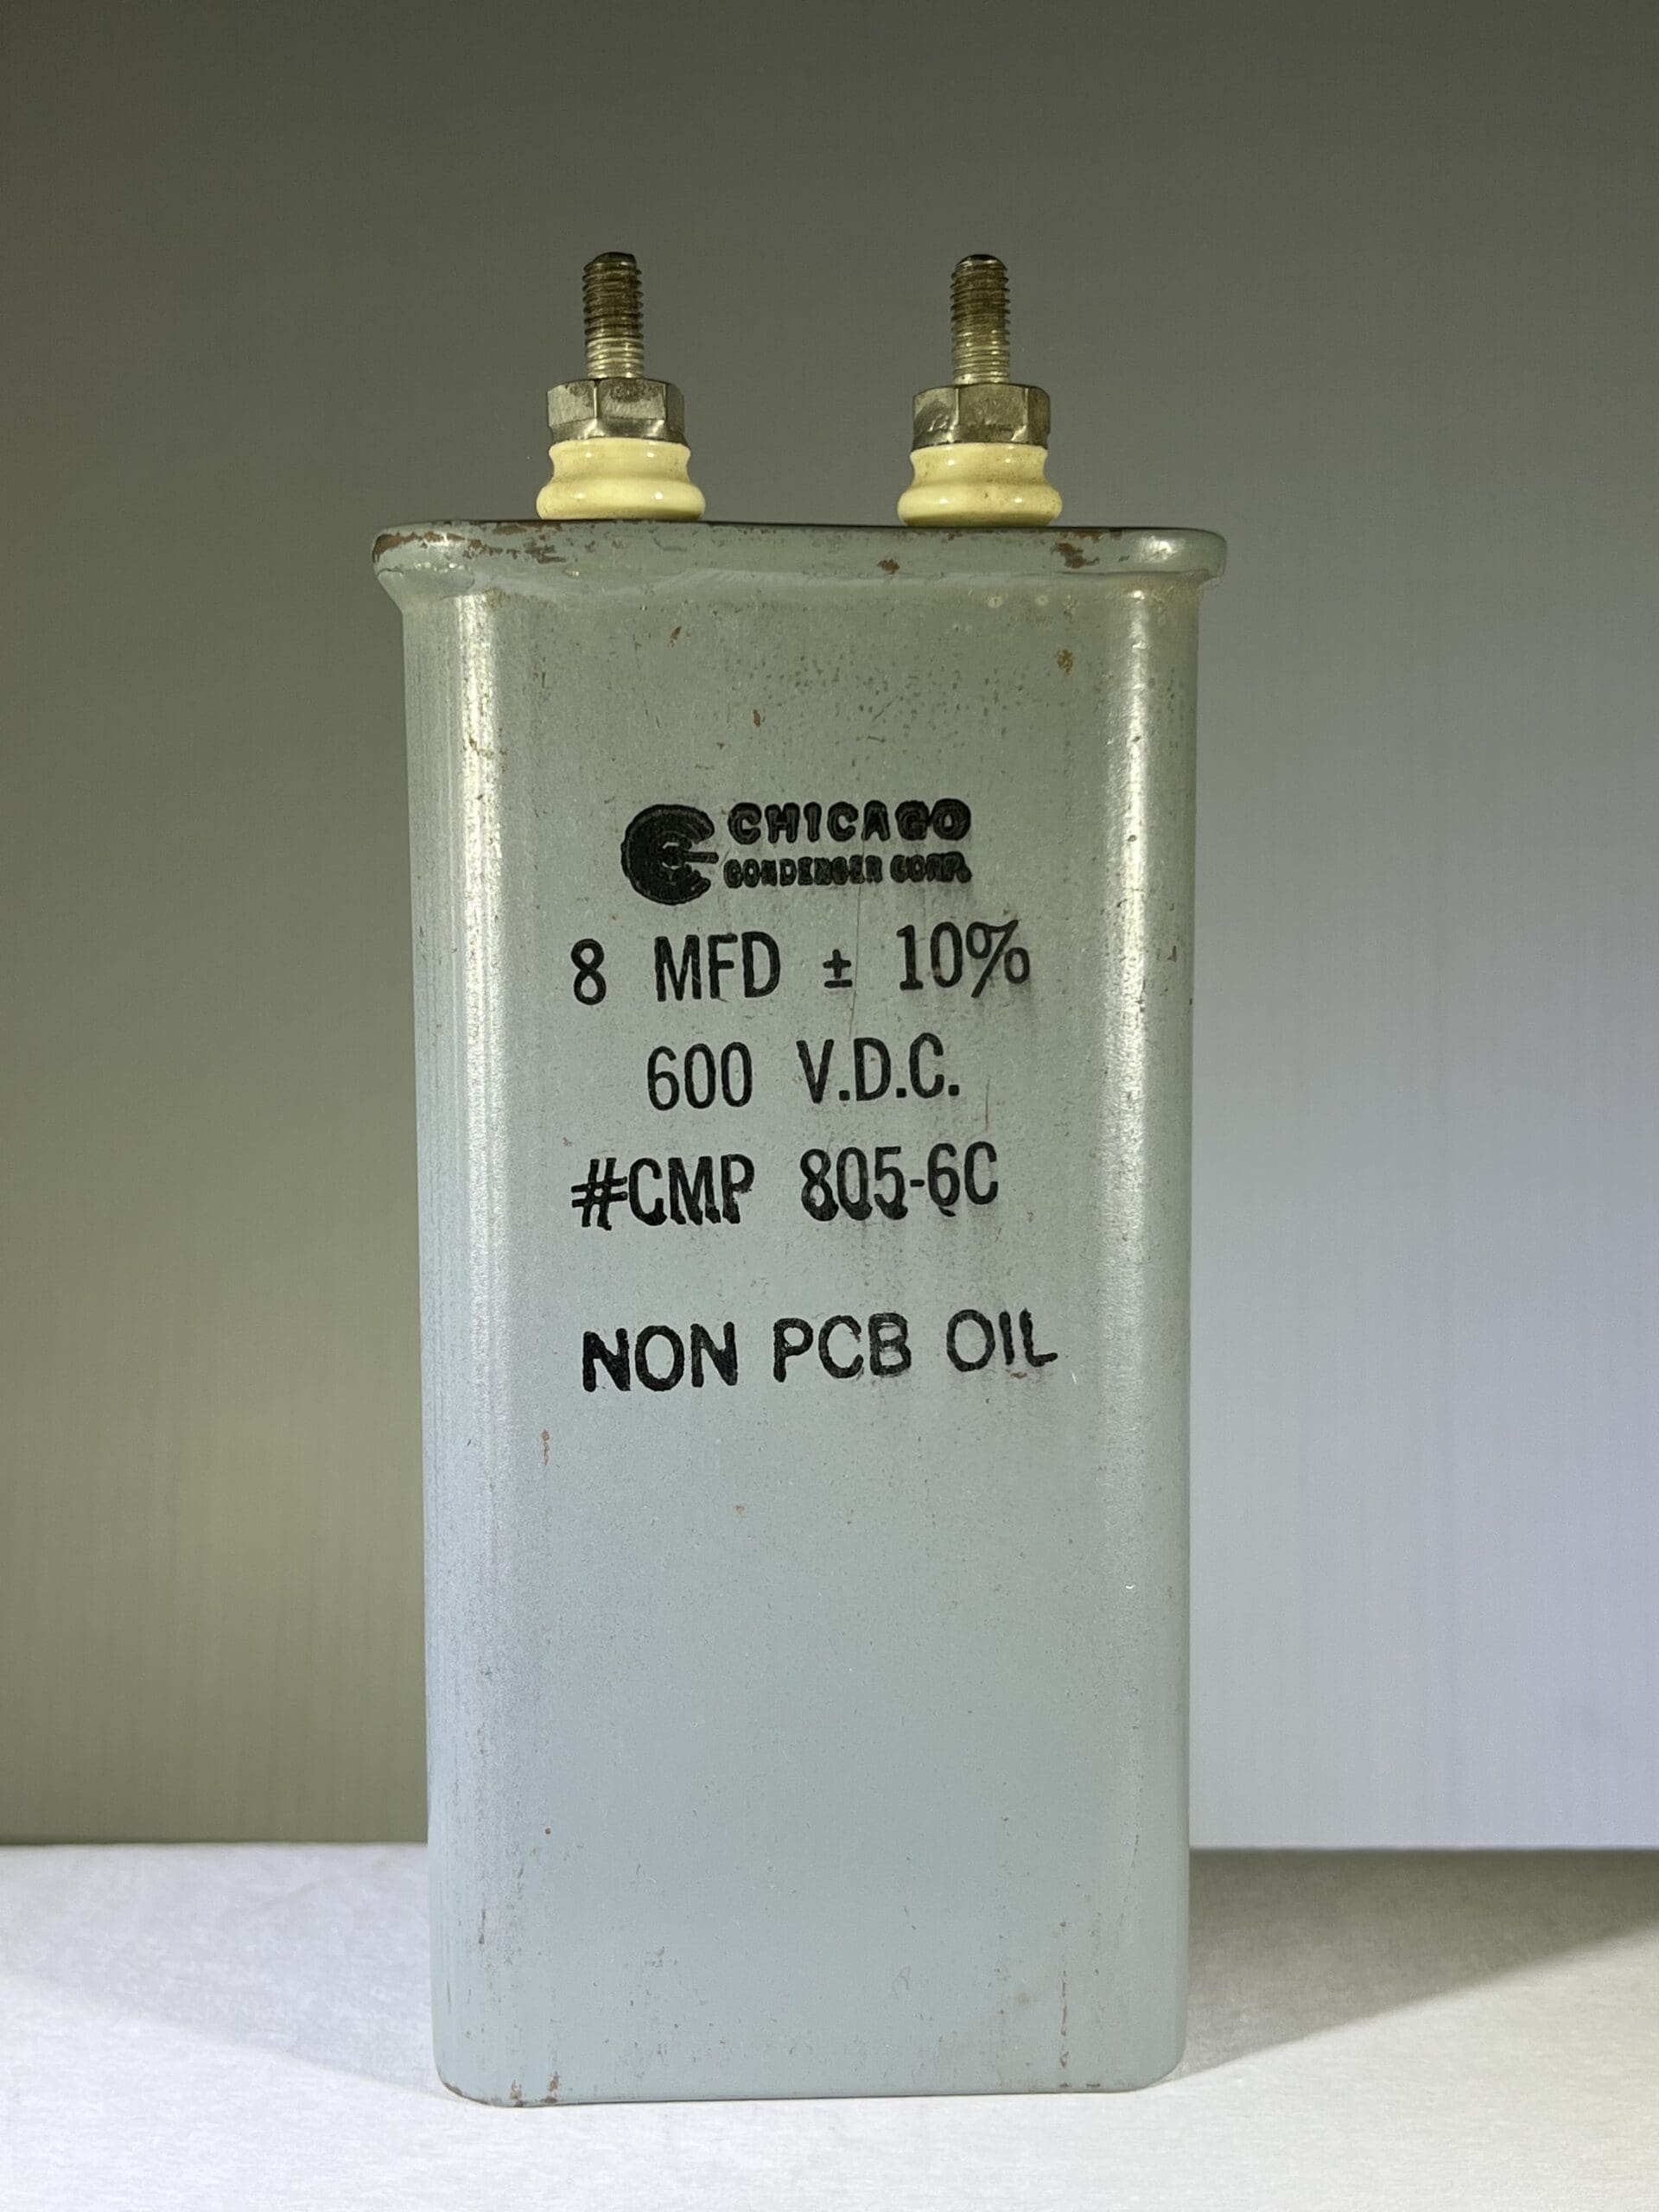 CHICAGO
CONDENSER CORP.
8 MFD ± 10%
600 V.D.C.
#CMP 805-6C
NON PCB OIL